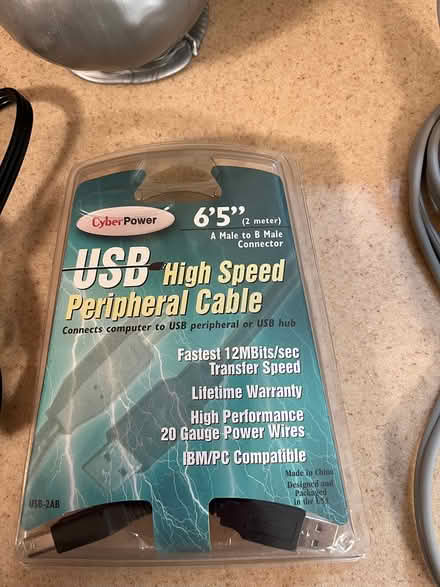 CyberPower
6'5" (2 meter)
A Male to B Male
Connector
USB High Speed
Peripheral Cable
Connects computer to USB peripheral or USB hub
Fastest 12MBits/sec
Transfer Speed
Lifetime Warranty
High Performance
20 Gauge Power Wires
IBM/PC Compatible
Made in China
Designed and
Packaged
in the USA
USB-2AB